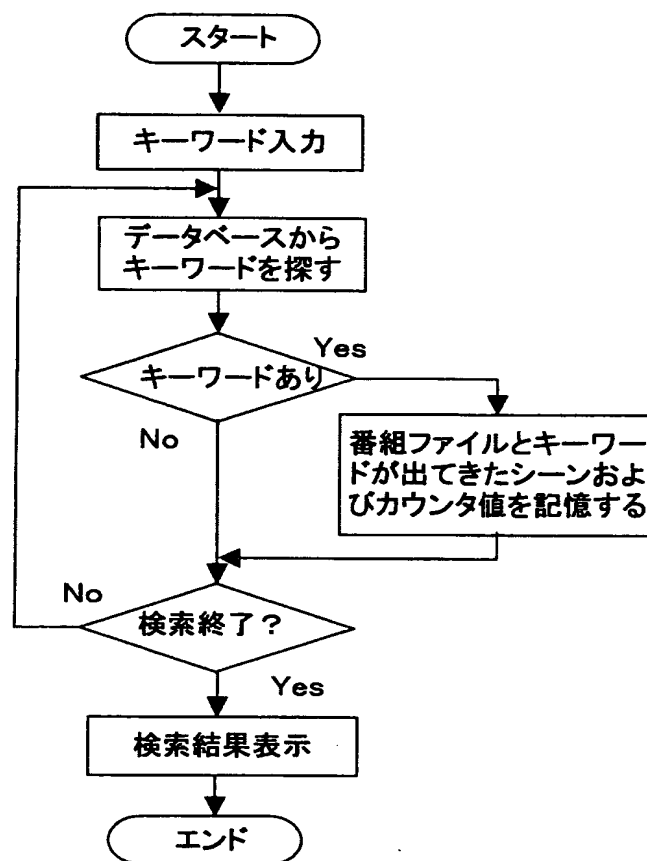 スタート
キーワード入力
データベースから
キーワードを探す
キーワードあり
Yes
No
番組ファイルとキーワー
ドが出てきたシーンおよ
びカウンタ値を記憶する
検索終了?
No
Yes
検索結果表示
エンド